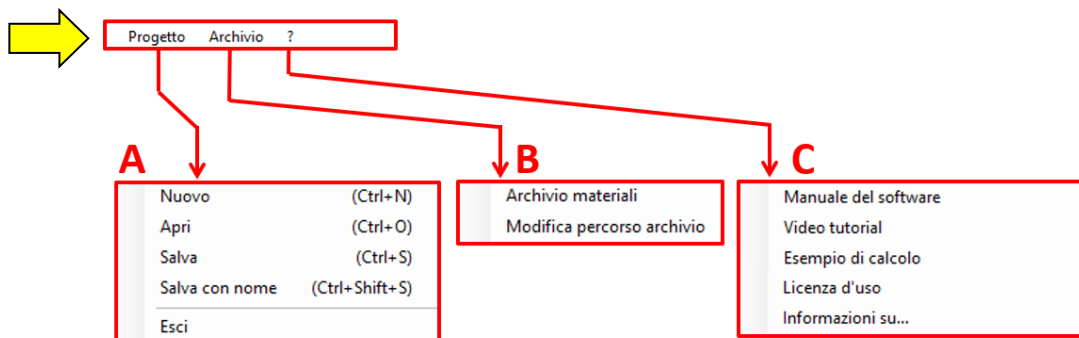 Progetto Archivio ?
A
Nuovo (Ctrl+N)
Apri (Ctrl+O)
Salva (Ctrl+S)
Salva con nome (Ctrl+Shift+S)
Esci
B
Archivio materiali
Modifica percorso archivio
C
Manuale del software
Video tutorial
Esempio di calcolo
Licenza d'uso
Informazioni su...